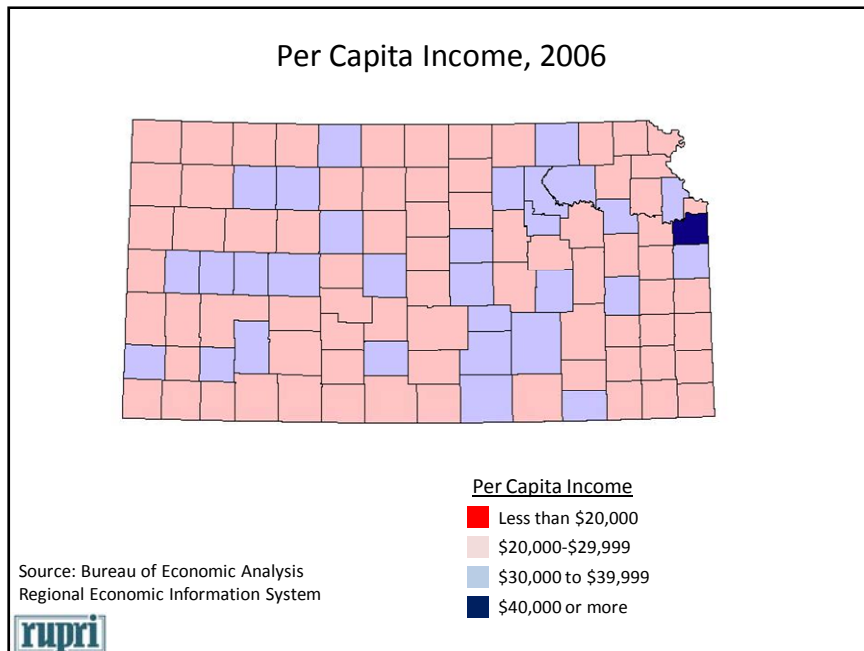 Per Capita Income, 2006
Per Capita Income
Less than $20,000
$20,000-$29,999
$30,000 to $39,999
$40,000 or more
Source: Bureau of Economic Analysis
Regional Economic Information System
rupri